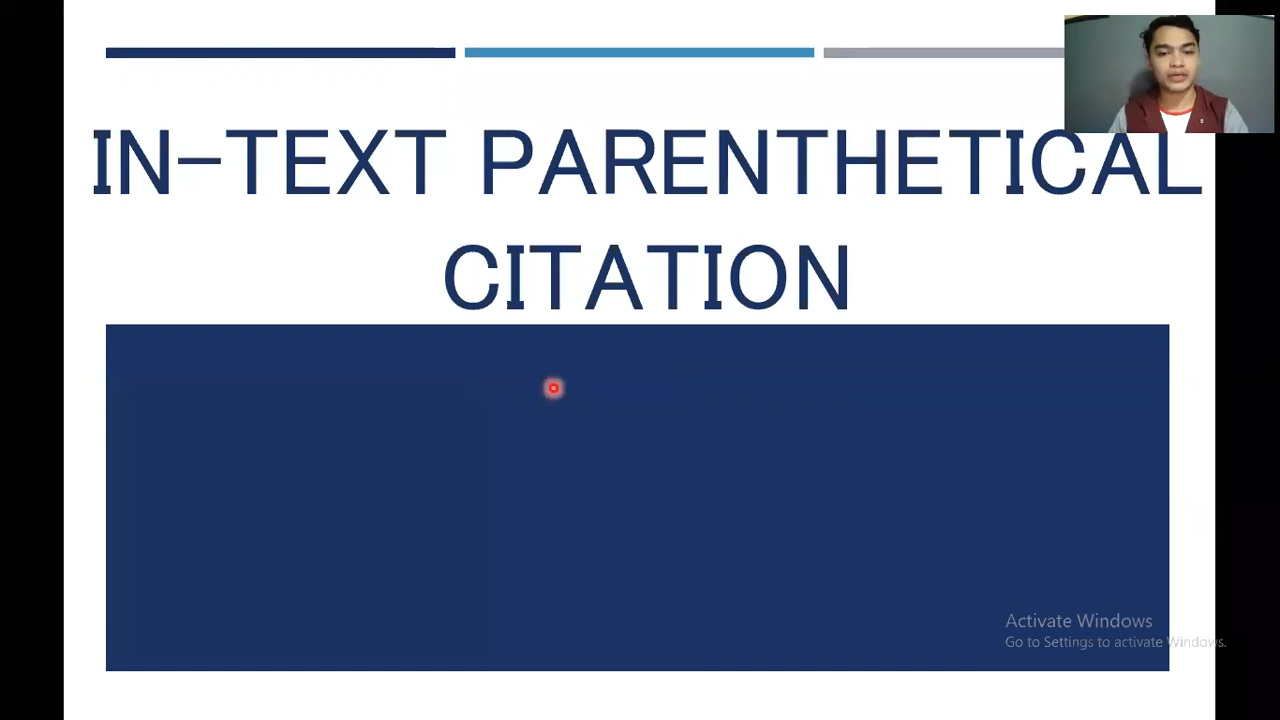 IN-TEXT PARENTHETICAL
CITATION
Activate Windows
Go to Settings to activate Windows.